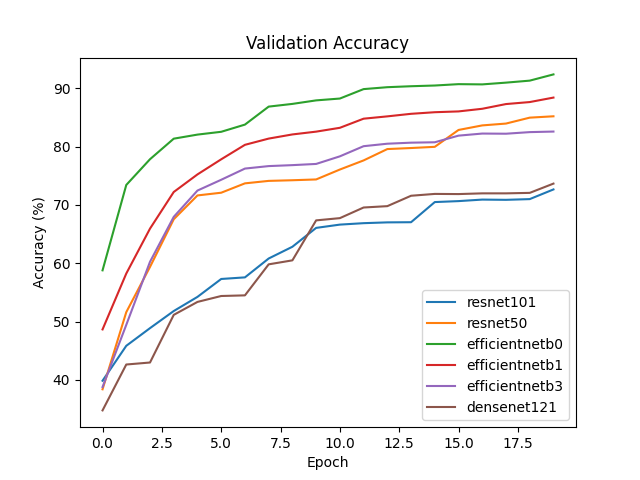 Validation Accuracy
Accuracy (%)
90
80
70
60
50
40
0.0 2.5 5.0 7.5 10.0 12.5 15.0 17.5
Epoch
resnet101
resnet50
efficientnetb0
efficientnetb1
efficientnetb3
densenet121